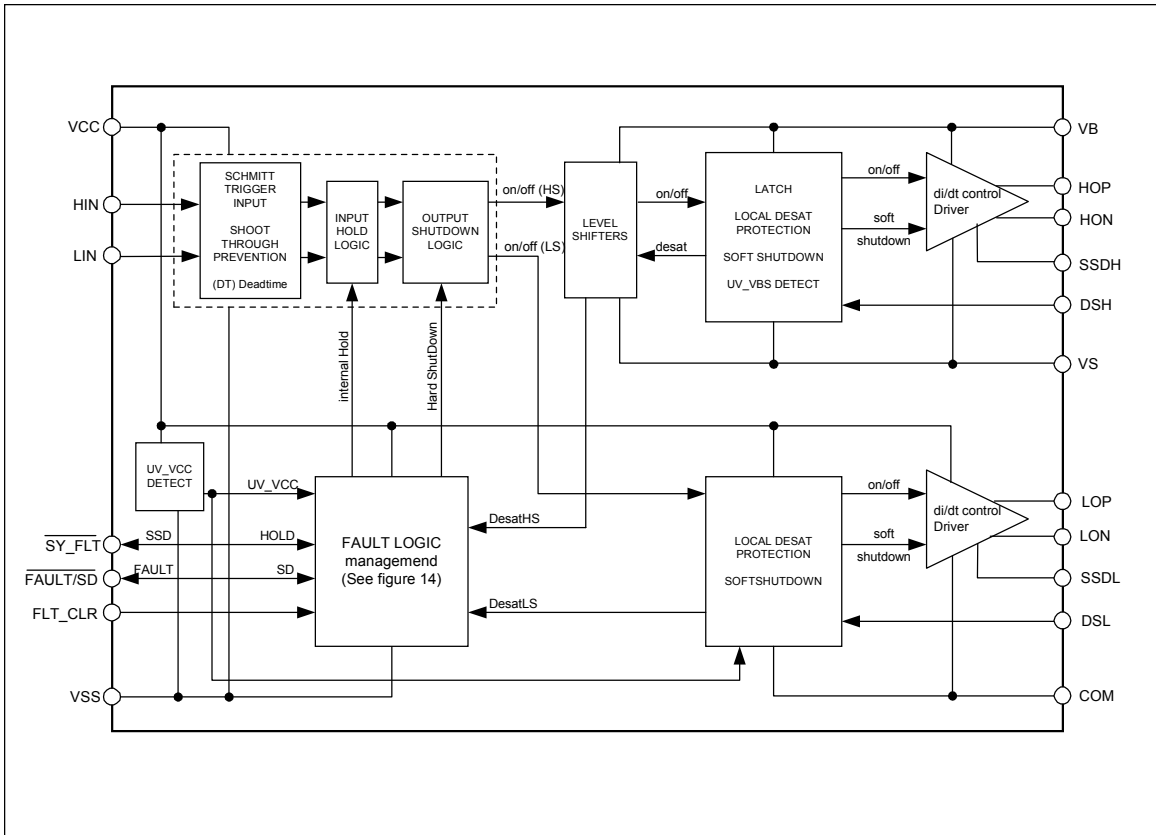 VCC
HIN
LIN
SCHMITT
TRIGGER
INPUT
SHOOT
THROUGH
PREVENTION
(DT) Deadtime
INPUT
HOLD
LOGIC
OUTPUT
SHUTDOWN
LOGIC
on/off (HS)
on/off (LS)
LEVEL
SHIFTERS
on/off
desat
LATCH
LOCAL DESAT
PROTECTION
SOFT SHUTDOWN
UV_VBS DETECT
on/off
soft
shutdown
di/dt control
Driver
VB
HOP
HON
SSDH
DSH
VS
internal Hold
Hard ShutDown
UV_VCC
DETECT
UV_VCC
SY_FLT
SSD
HOLD
FAULT/SD
FAULT
SD
FLT_CLR
VSS
FAULT LOGIC
managemend
(See figure 14)
DesatHS
DesatLS
LOCAL DESAT
PROTECTION
SOFTSHUTDOWN
on/off
soft
shutdown
di/dt control
Driver
LOP
LON
SSDL
DSL
COM